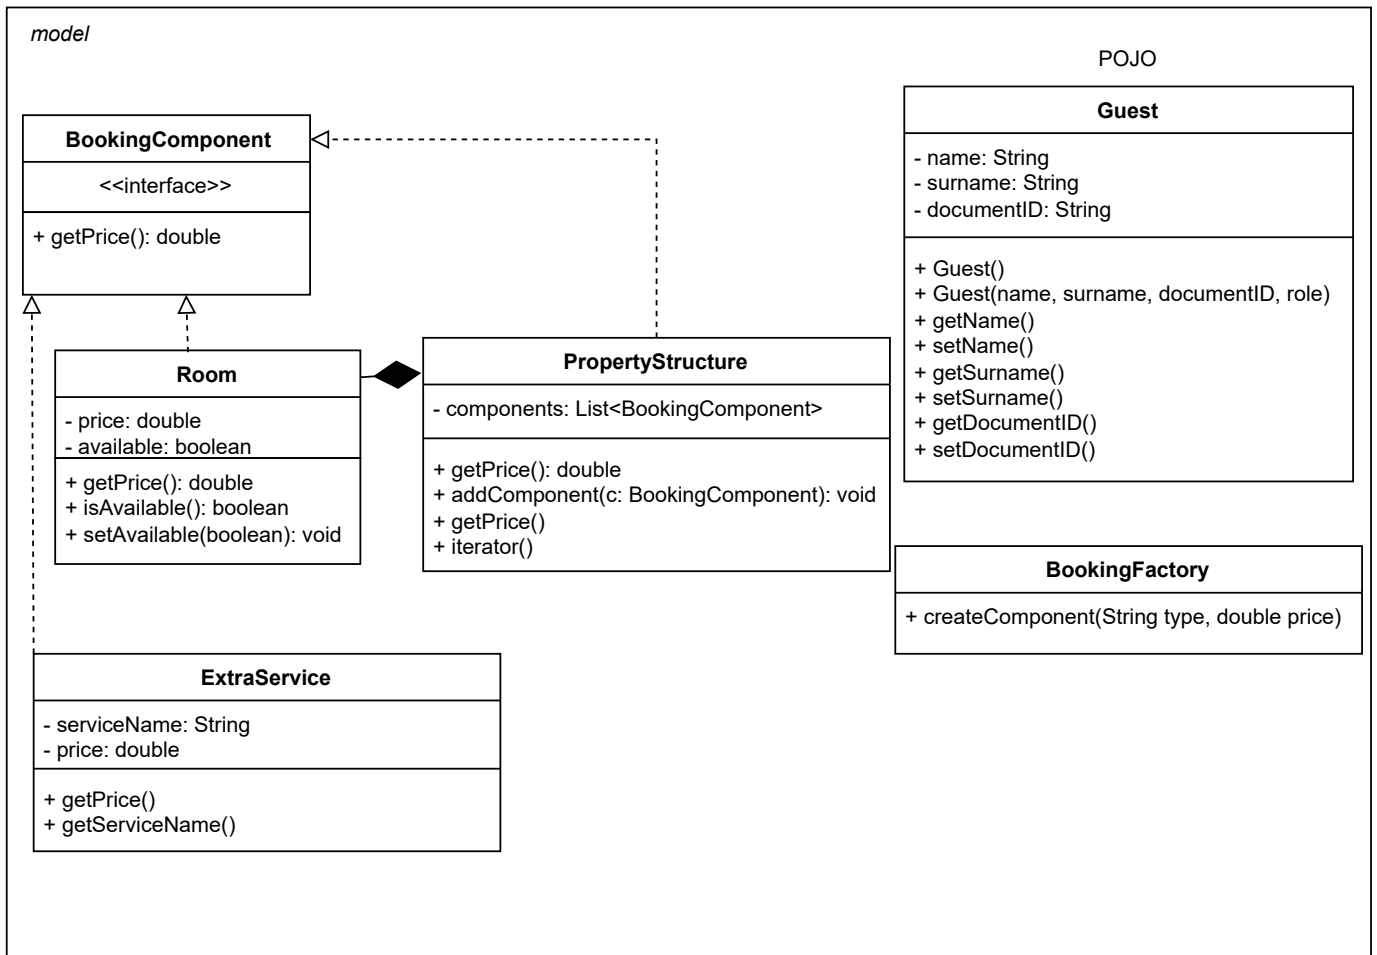 model
BookingComponent
<<interface>>
+ getPrice(): double
POJO
Guest
- name: String
- surname: String
- documentID: String
+ Guest()
+ Guest(name, surname, documentID, role)
+ getName()
+ setName()
+ getSurname()
+ setSurname()
+ getDocumentID()
+ setDocumentID()
Room
- price: double
- available: boolean
+ getPrice(): double
+ isAvailable(): boolean
+ setAvailable(boolean): void
PropertyStructure
- components: List<BookingComponent>
+ getPrice(): double
+ addComponent(c: BookingComponent): void
+ getPrice()
+ iterator()
BookingFactory
+ createComponent(String type, double price)
ExtraService
- serviceName: String
- price: double
+ getPrice()
+ getServiceName()